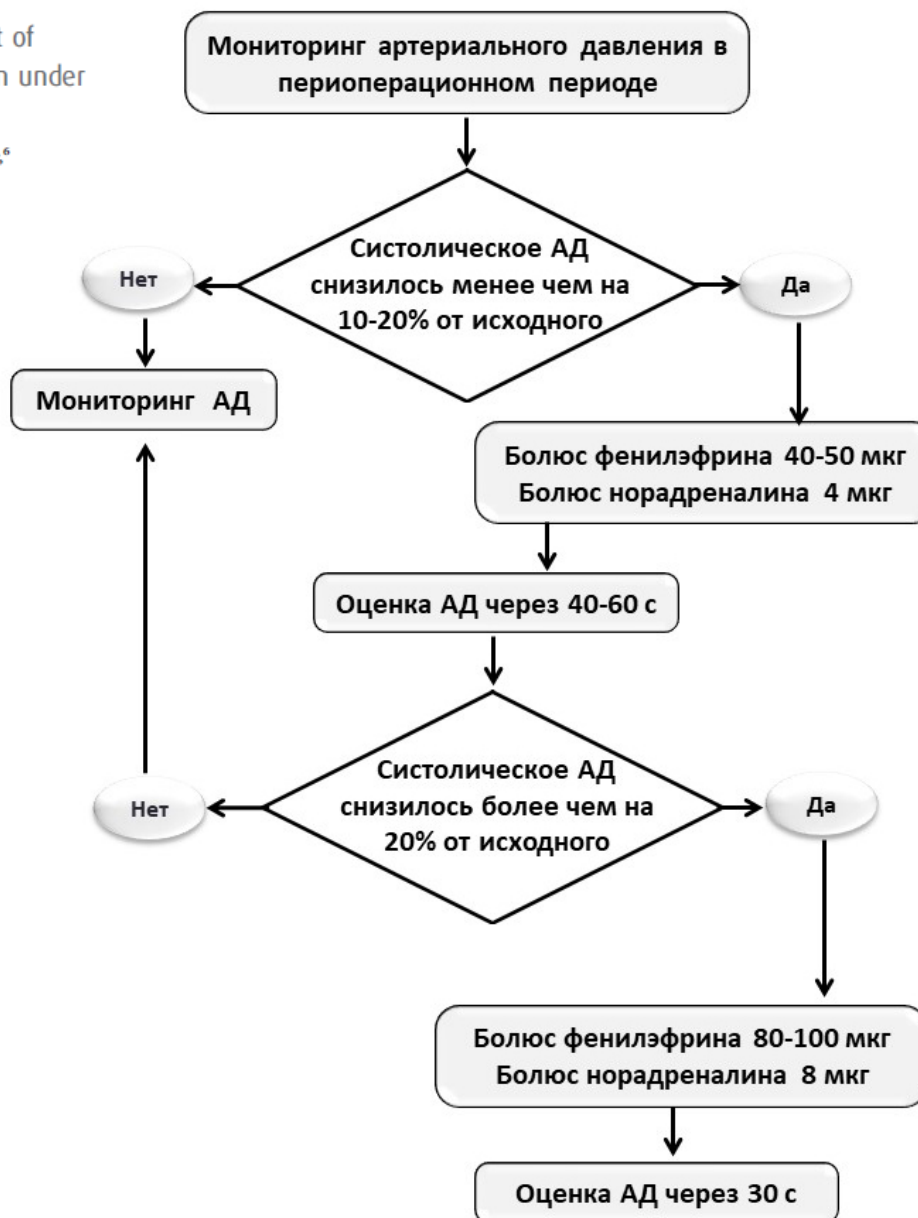 t of
n under
Мониторинг артериального давления в
периоперационном периоде
Систолическое АД
снизилось менее чем на
10-20% от исходного
Нет
Да
Мониторинг АД
Болюс фенилэфрина 40-50 мкг
Болюс норадреналина 4 мкг
Оценка АД через 40-60 с
Систолическое АД
снизилось более чем на
20% от исходного
Нет
Да
Болюс фенилэфрина 80-100 мкг
Болюс норадреналина 8 мкг
Оценка АД через 30 с